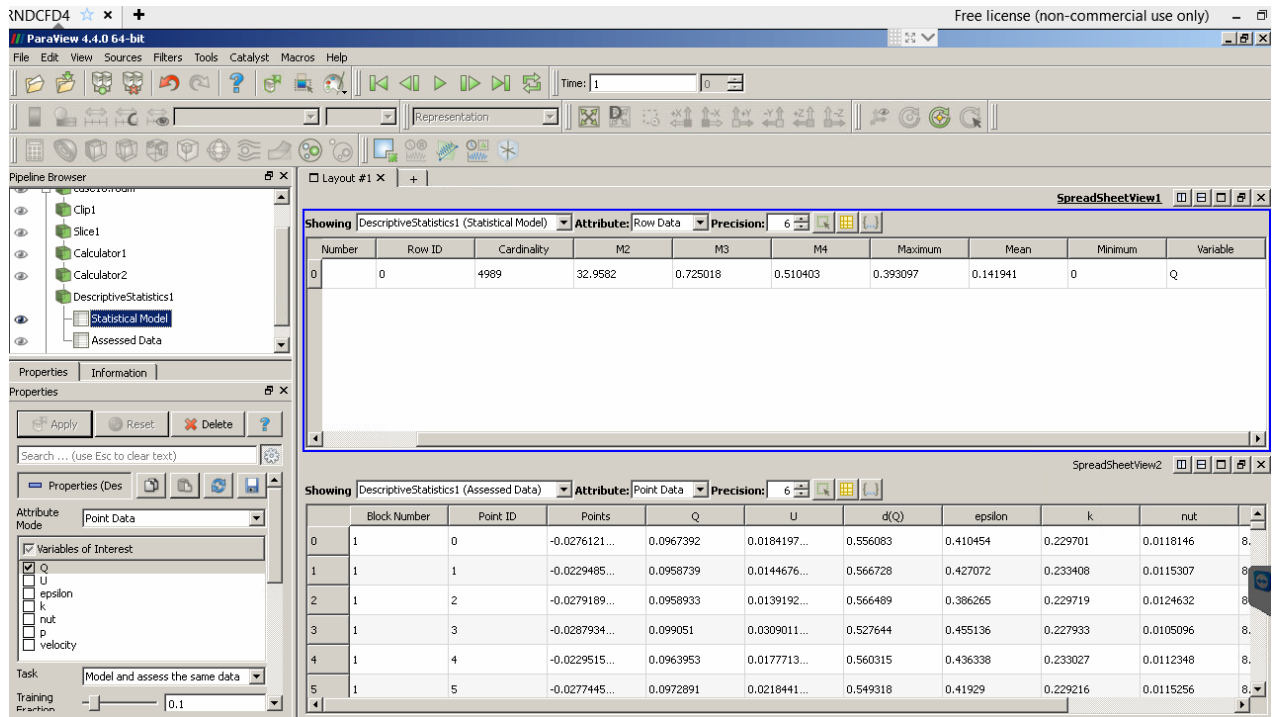 RNDCFD4
Free license (non-commercial use only)
ParaView 4.4.0 64-bit
File Edit View Sources Filters Tools Catalyst Macros Help
Time: 1 0
Representation
Pipeline Browser
Layout #1
Clip1
Slice1
Calculator1
Calculator2
DescriptiveStatistics1
Statistical Model
Assessed Data
SpreadSheetView1
Showing DescriptiveStatistics1 (Statistical Model) Attribute: Row Data Precision: 6
Number Row ID Cardinality M2 M3 M4 Maximum Mean Minimum Variable
0 0 4989 32.9582 0.725018 0.510403 0.393097 0.141941 0 Q
Properties Information
Properties
Apply Reset Delete ?
Search ... (use Esc to clear text)
Properties (Des
Attribute Mode Point Data
Variables of Interest
Q
U
epsilon
k
nut
p
velocity
Task Model and assess the same data
Training Fraction 0.1
SpreadSheetView2
Showing DescriptiveStatistics1 (Assessed Data) Attribute: Point Data Precision: 6
Block Number Point ID Points Q U d(Q) epsilon k nut
0 1 0 -0.0276121... 0.0967392 0.0184197... 0.556083 0.410454 0.229701 0.0118146 8.
1 1 1 -0.0229485... 0.0958739 0.0144676... 0.566728 0.427072 0.233408 0.0115307 8
2 1 2 -0.0279189... 0.0958933 0.0139192... 0.566489 0.386265 0.229719 0.0124632 8
3 1 3 -0.0287934... 0.099051 0.0309011... 0.527644 0.455136 0.227933 0.0105096 8.
4 1 4 -0.0229515... 0.0963953 0.0177713... 0.560315 0.436338 0.233027 0.0112348 8.
5 1 5 -0.0277445... 0.0972891 0.0218441... 0.549318 0.41929 0.229216 0.0115256 8.